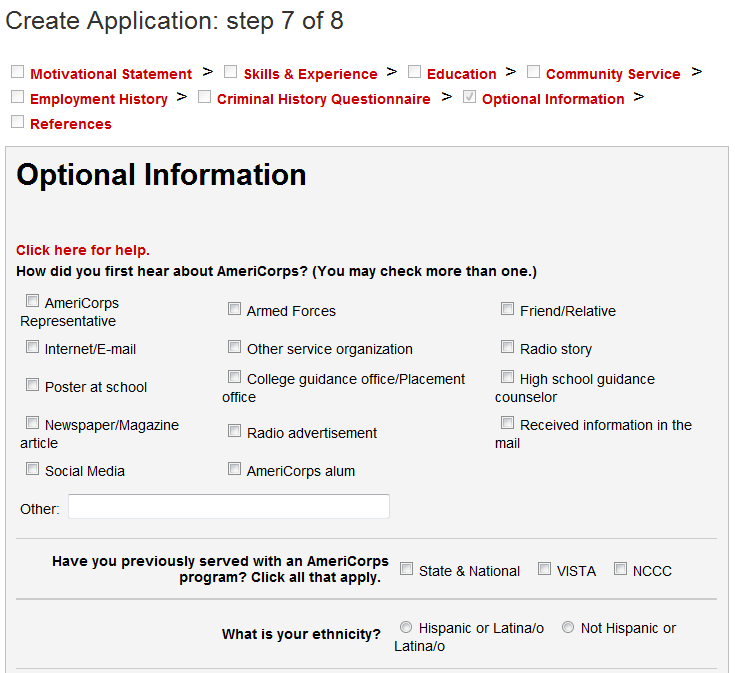 Create Application: step 7 of 8
Motivational Statement > Skills & Experience > Education > Community Service >
Employment History > Criminal History Questionnaire > Optional Information >
References
Optional Information
Click here for help.
How did you first hear about AmeriCorps? (You may check more than one.)
AmeriCorps
Representative
Armed Forces
Friend/Relative
Internet/E-mail
Other service organization
Radio story
Poster at school
College guidance office/Placement
office
High school guidance
counselor
Newspaper/Magazine
article
Radio advertisement
Received information in the
mail
Social Media
AmeriCorps alum
Other:
Have you previously served with an AmeriCorps
program? Click all that apply.
State & National
VISTA
NCCC
What is your ethnicity?
Hispanic or Latina/o
Not Hispanic or
Latina/o